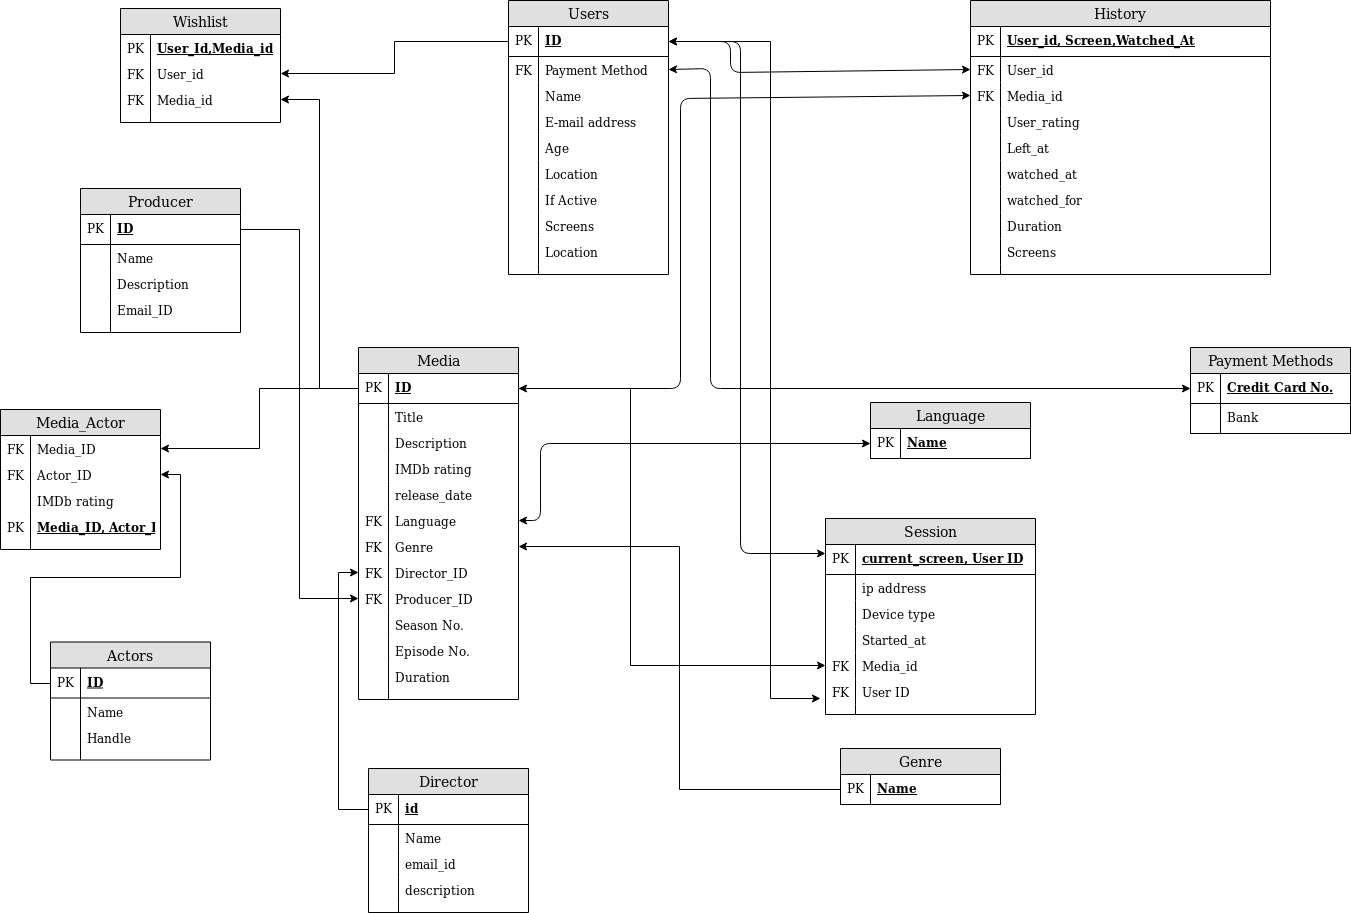 Wishlist
PK User_Id,Media_id
FK User_id
FK Media_id
Users
PK ID
FK Payment Method
Name
E-mail address
Age
Location
If Active
Screens
Location
History
PK User_id, Screen,Watched_At
FK User_id
FK Media_id
User_rating
Left_at
watched_at
watched_for
Duration
Screens
Producer
PK ID
Name
Description
Email_ID
Media
PK ID
Title
Description
IMDb rating
release_date
FK Language
FK Genre
FK Director_ID
FK Producer_ID
Season No.
Episode No.
Duration
Payment Methods
PK Credit Card No.
Bank
Language
PK Name
Media_Actor
FK Media_ID
FK Actor_ID
IMDb rating
PK Media_ID, Actor_I
Session
PK current_screen, User ID
ip address
Device type
Started_at
FK Media_id
FK User ID
Actors
PK ID
Name
Handle
Genre
PK Name
Director
PK id
Name
email_id
description